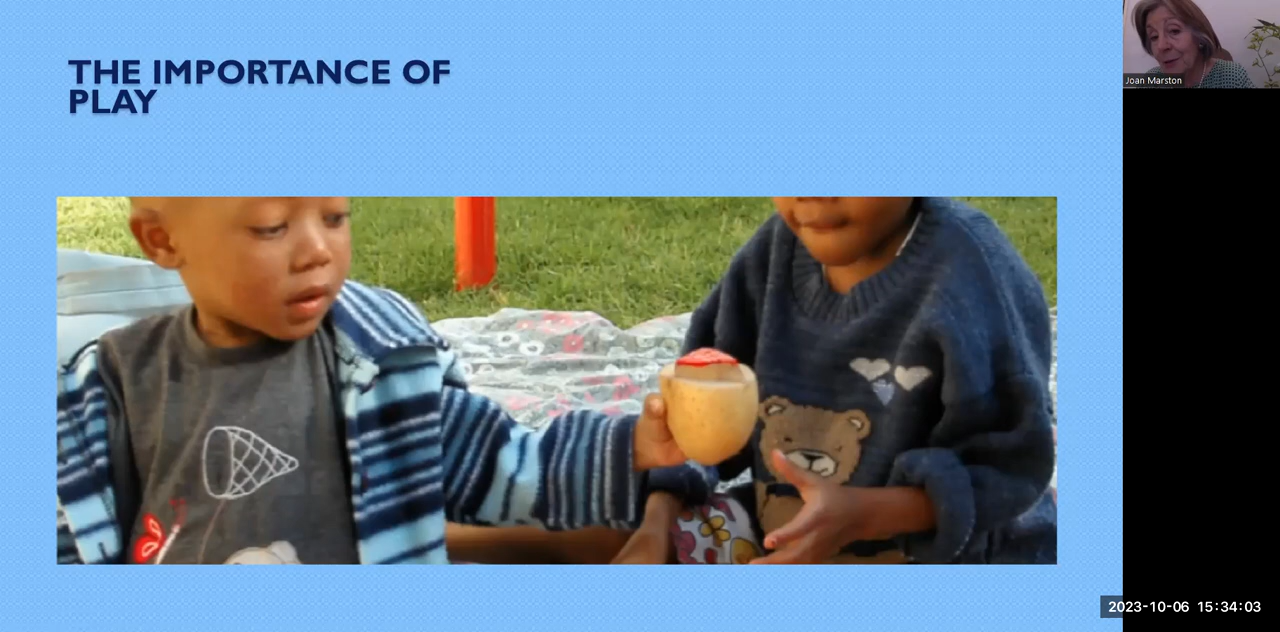 THE IMPORTANCE OF
PLAY
Joan Marston
2023-10-06 15:34:03